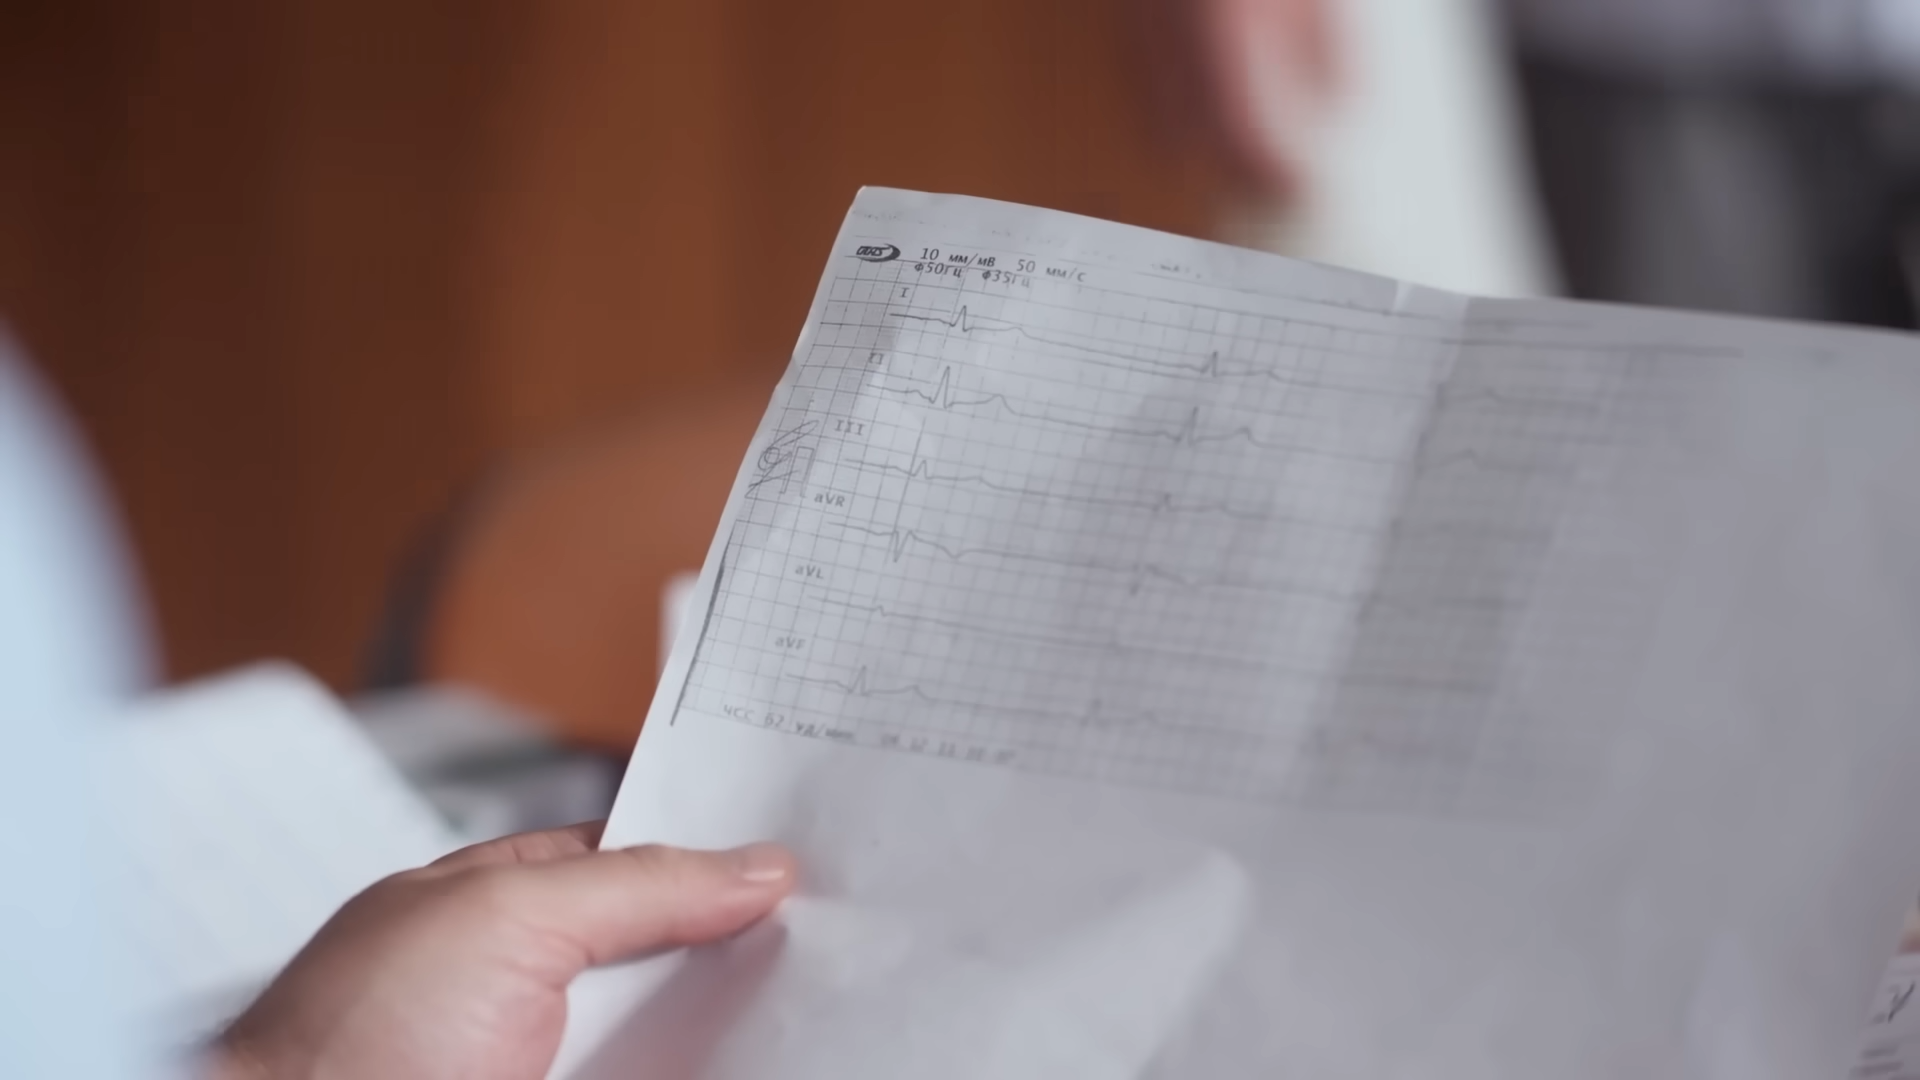 10 мм/мВ 50 мм/с
Ф50Гц Ф35Гц
I
II
III
aVR
aVL
aVF
ЧСС 62 уд/мин